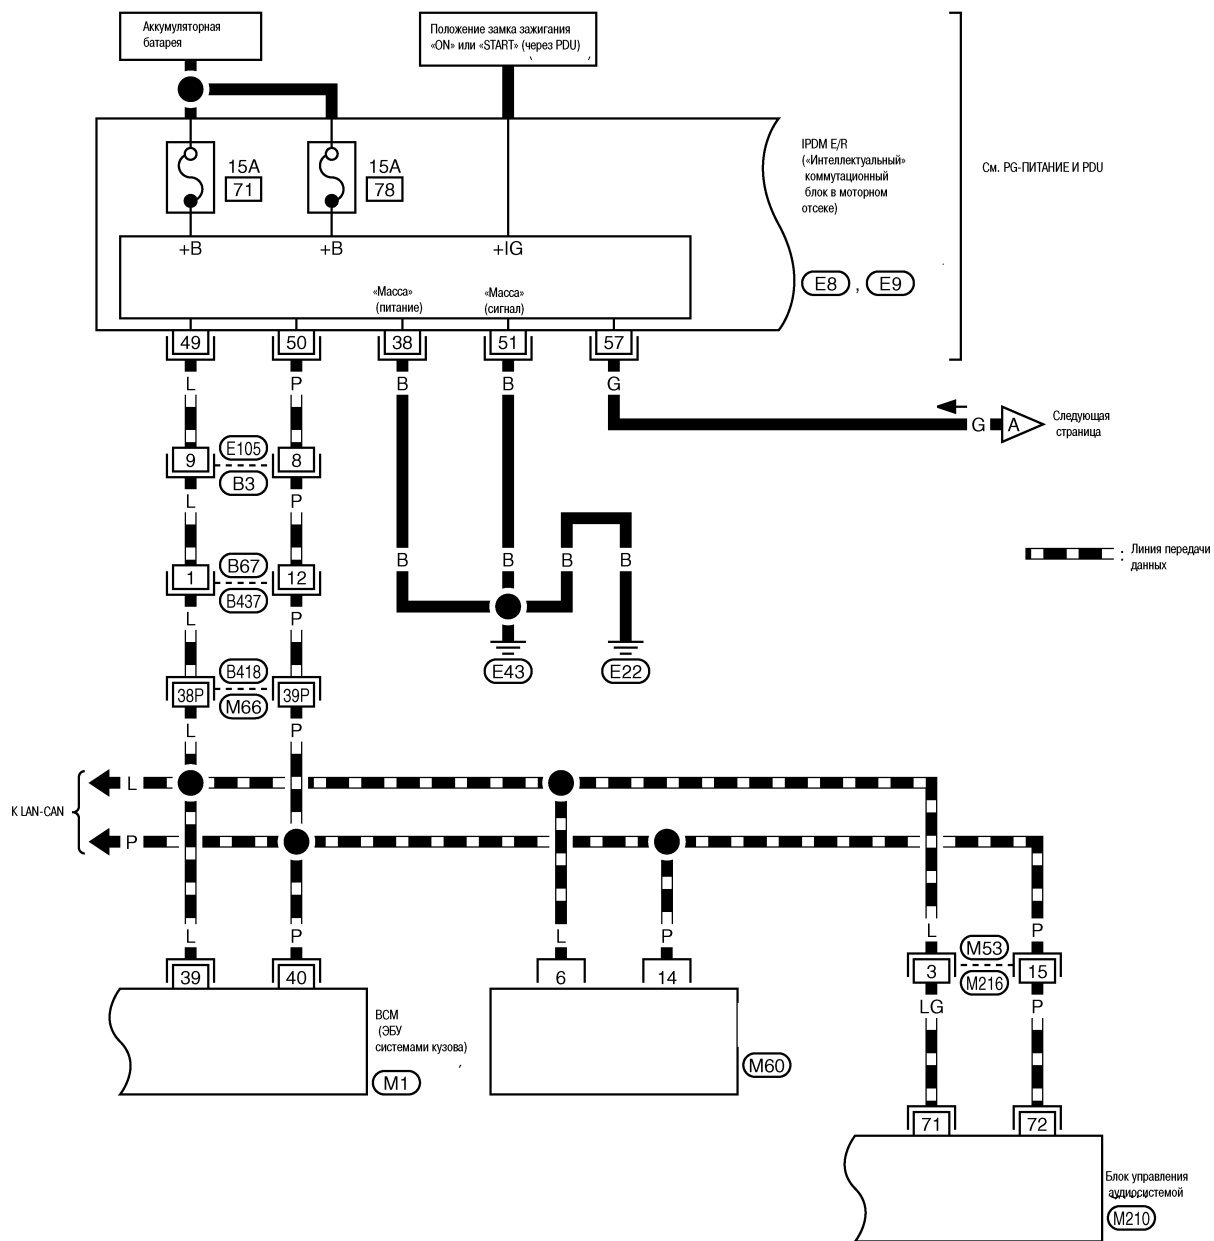 Аккумуляторная
батарея
Положение замка зажигания
«ON» или «START» (через PDU)
15A
71
15A
78
IPDM E/R
(«Интеллектуальный»
коммутационный
блок в моторном
отсеке)
См. PG-ПИТАНИЕ И PDU
+B
+B
+IG
«Масса»
(питание)
«Масса»
(сигнал)
E8 , E9
49
50
38
51
57
L
P
B
B
G
G
A
Следующая
страница
9
E105
8
B3
L
P
1
B67
12
B437
B
B
B
B
Линия передачи
данных
:
L
P
38P
B418
39P
M66
E43
E22
L
P
К LAN-CAN
L
P
L
P
L
P
L
P
39
40
6
14
3
M53
15
M216
LG
P
BCM
(ЭБУ
системами кузова)
M1
M60
71
72
Блок управления
аудиосистемой
M210